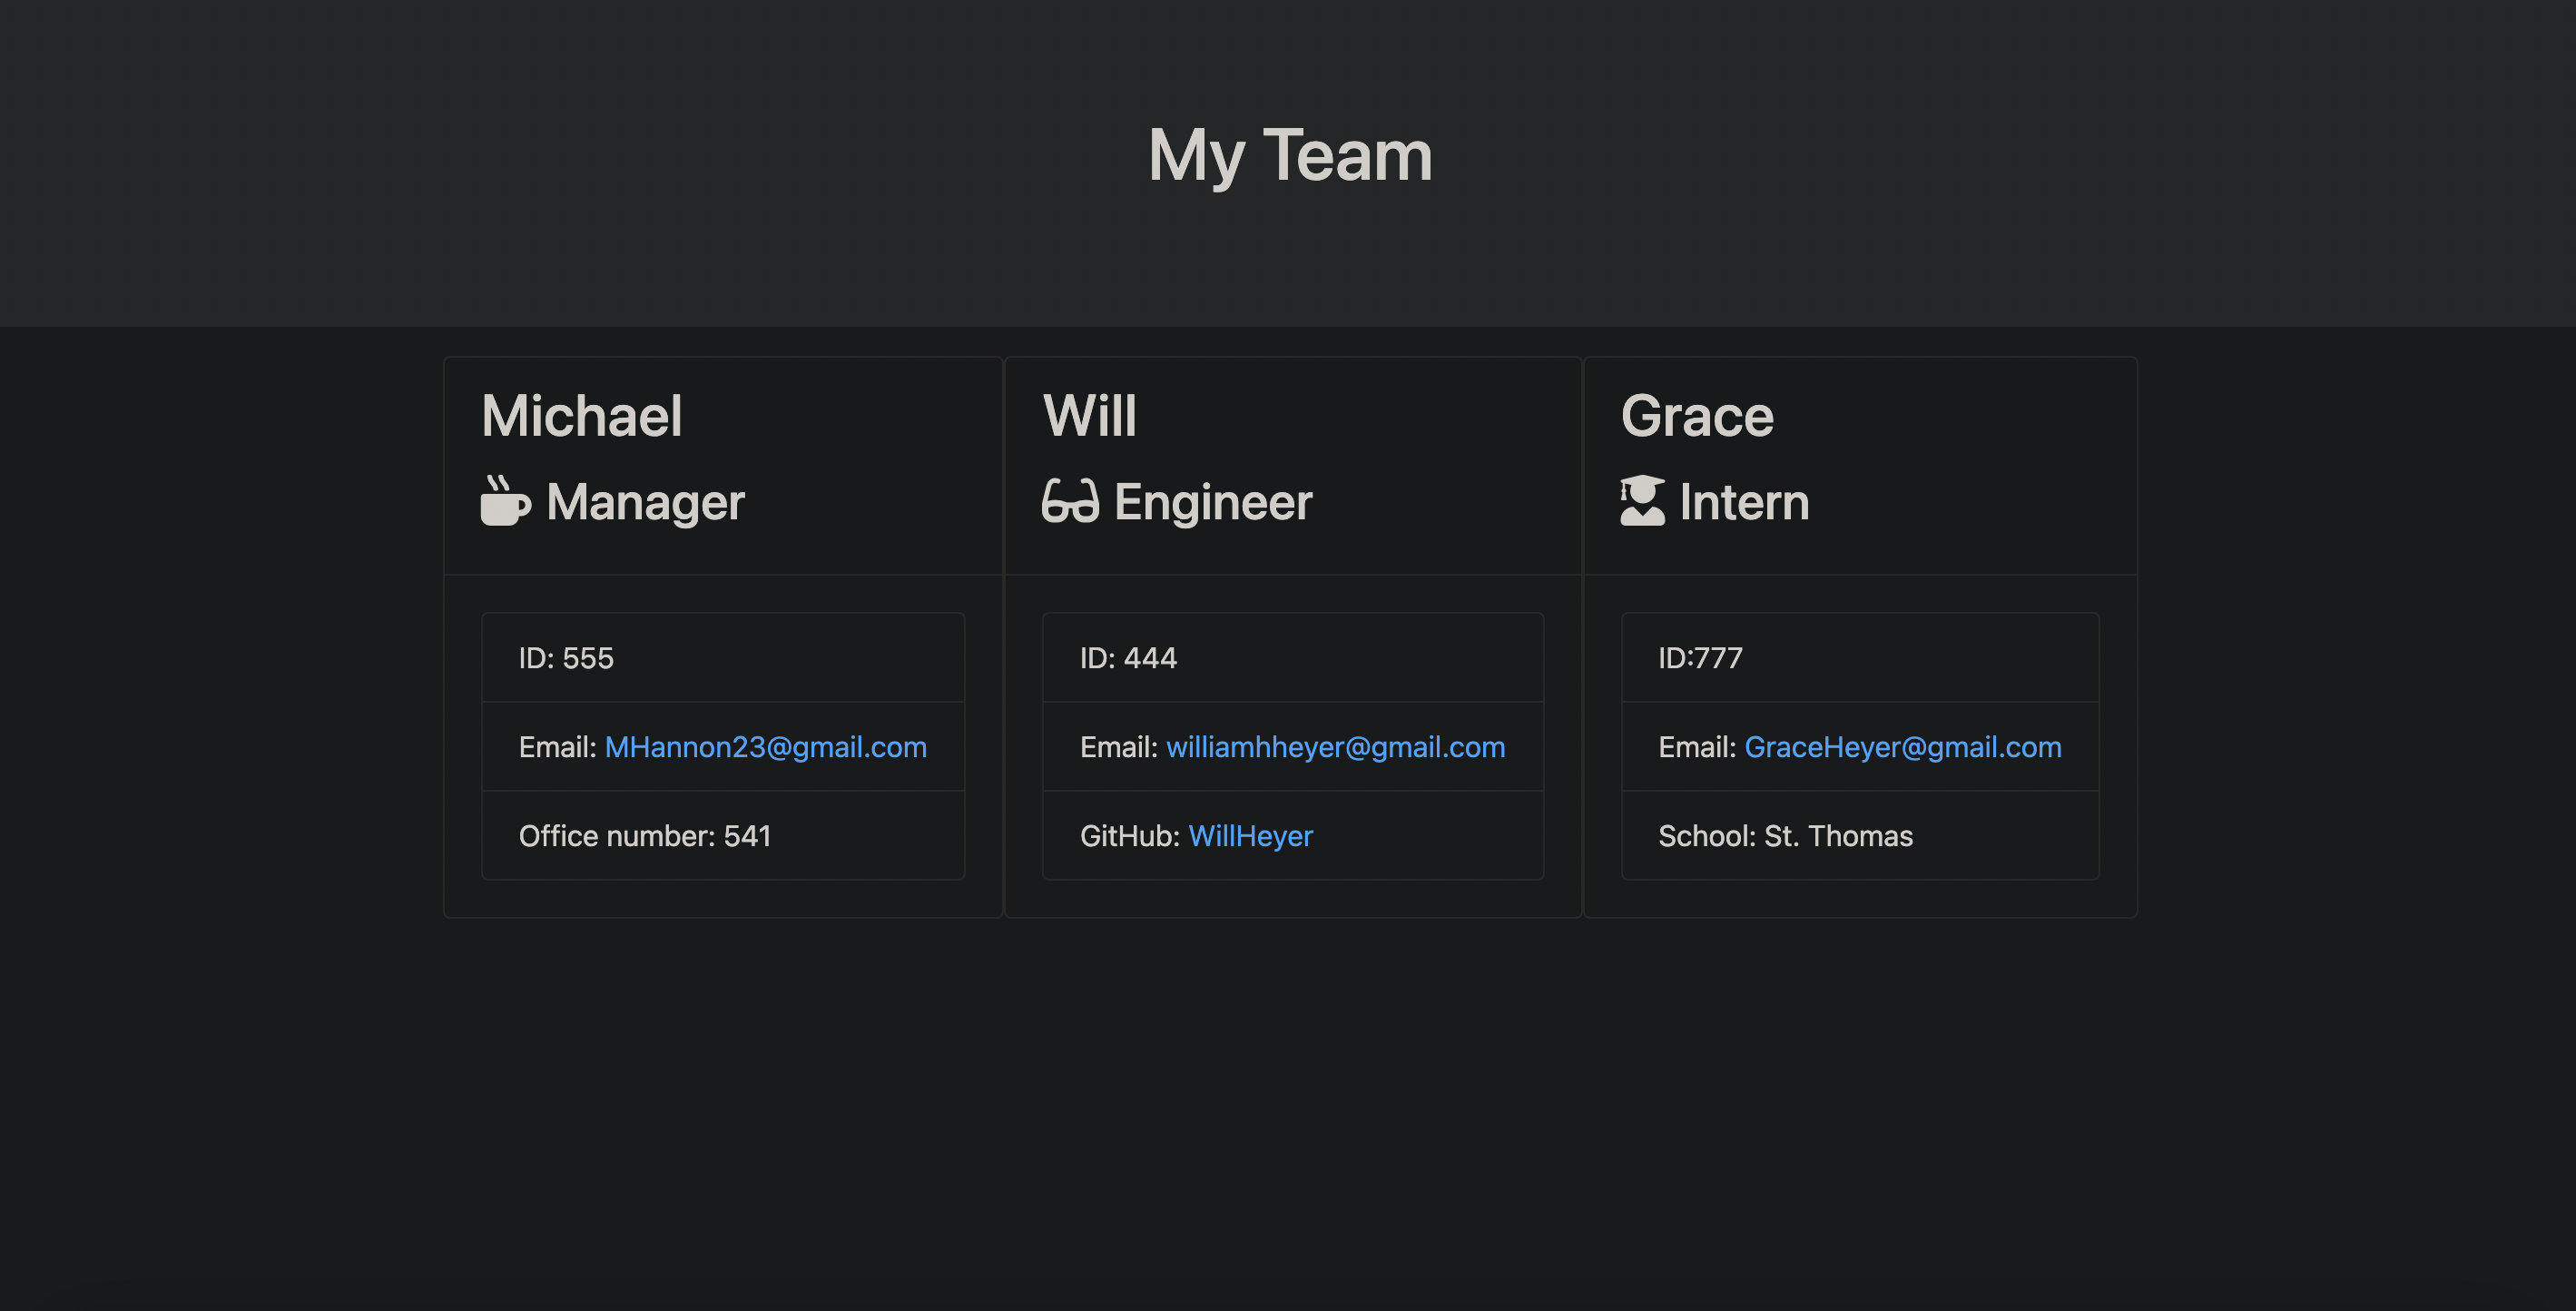 My Team
Michael
Manager
ID: 555
Email: MHannon23@gmail.com
Office number: 541
Will
Engineer
ID: 444
Email: williamhheyer@gmail.com
GitHub: WillHeyer
Grace
Intern
ID:777
Email: GraceHeyer@gmail.com
School: St. Thomas